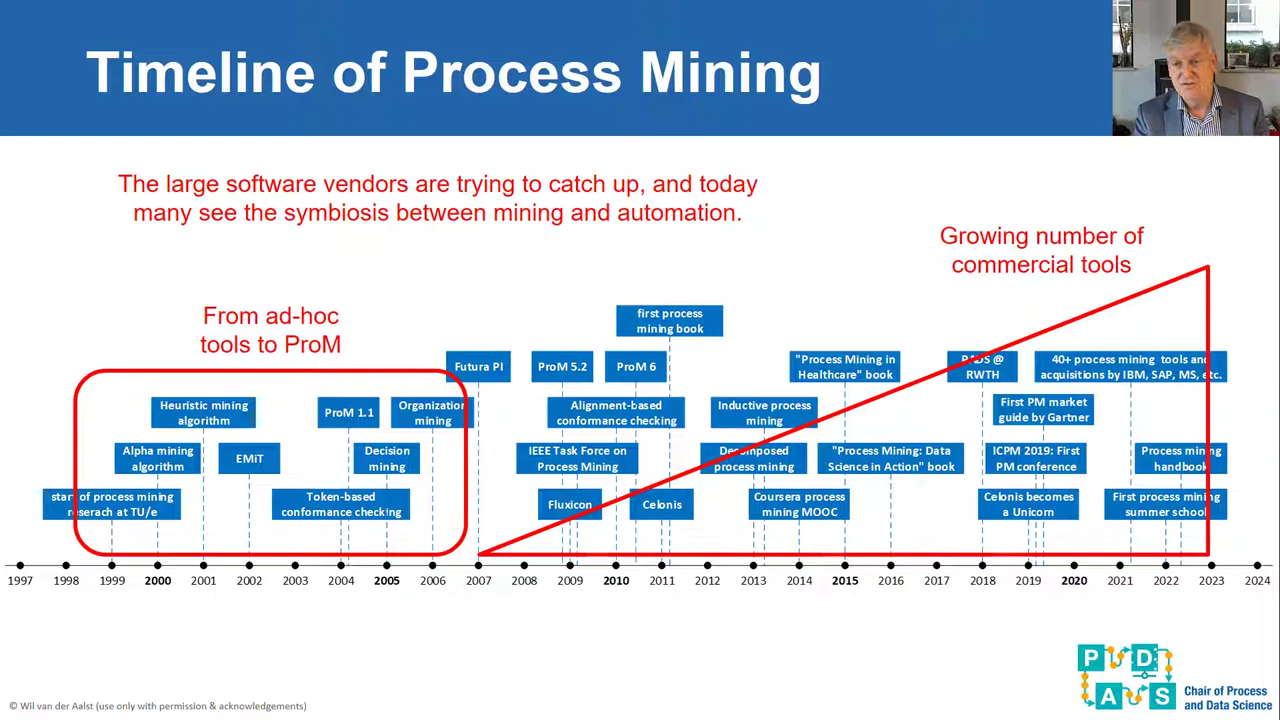 Timeline of Process Mining
The large software vendors are trying to catch up, and today
many see the symbiosis between mining and automation.
Growing number of
commercial tools
From ad-hoc
tools to ProM
first process
mining book
Futura PI
ProM 5.2
ProM 6
"Process Mining in
Healthcare" book
PADS @
RWTH
40+ process mining tools and
acquisitions by IBM, SAP, MS, etc.
Heuristic mining
algorithm
ProM 1.1
Organization
mining
Alignment-based
conformance checking
Inductive process
mining
First PM market
guide by Gartner
Alpha mining
algorithm
EMiT
Decision
mining
IEEE Task Force on
Process Mining
Decomposed
process mining
"Process Mining: Data
Science in Action" book
ICPM 2019: First
PM conference
Process mining
handbook
start of process mining
reserach at TU/e
Token-based
conformance checking
Fluxicon
Celonis
Coursera process
mining MOOC
Celonis becomes
a Unicorn
First process mining
summer school
1997 1998 1999 2000 2001 2002 2003 2004 2005 2006 2007 2008 2009 2010 2011 2012 2013 2014 2015 2016 2017 2018 2019 2020 2021 2022 2023 2024
P D
A S
Chair of Process
and Data Science
© Wil van der Aalst (use only with permission & acknowledgements)